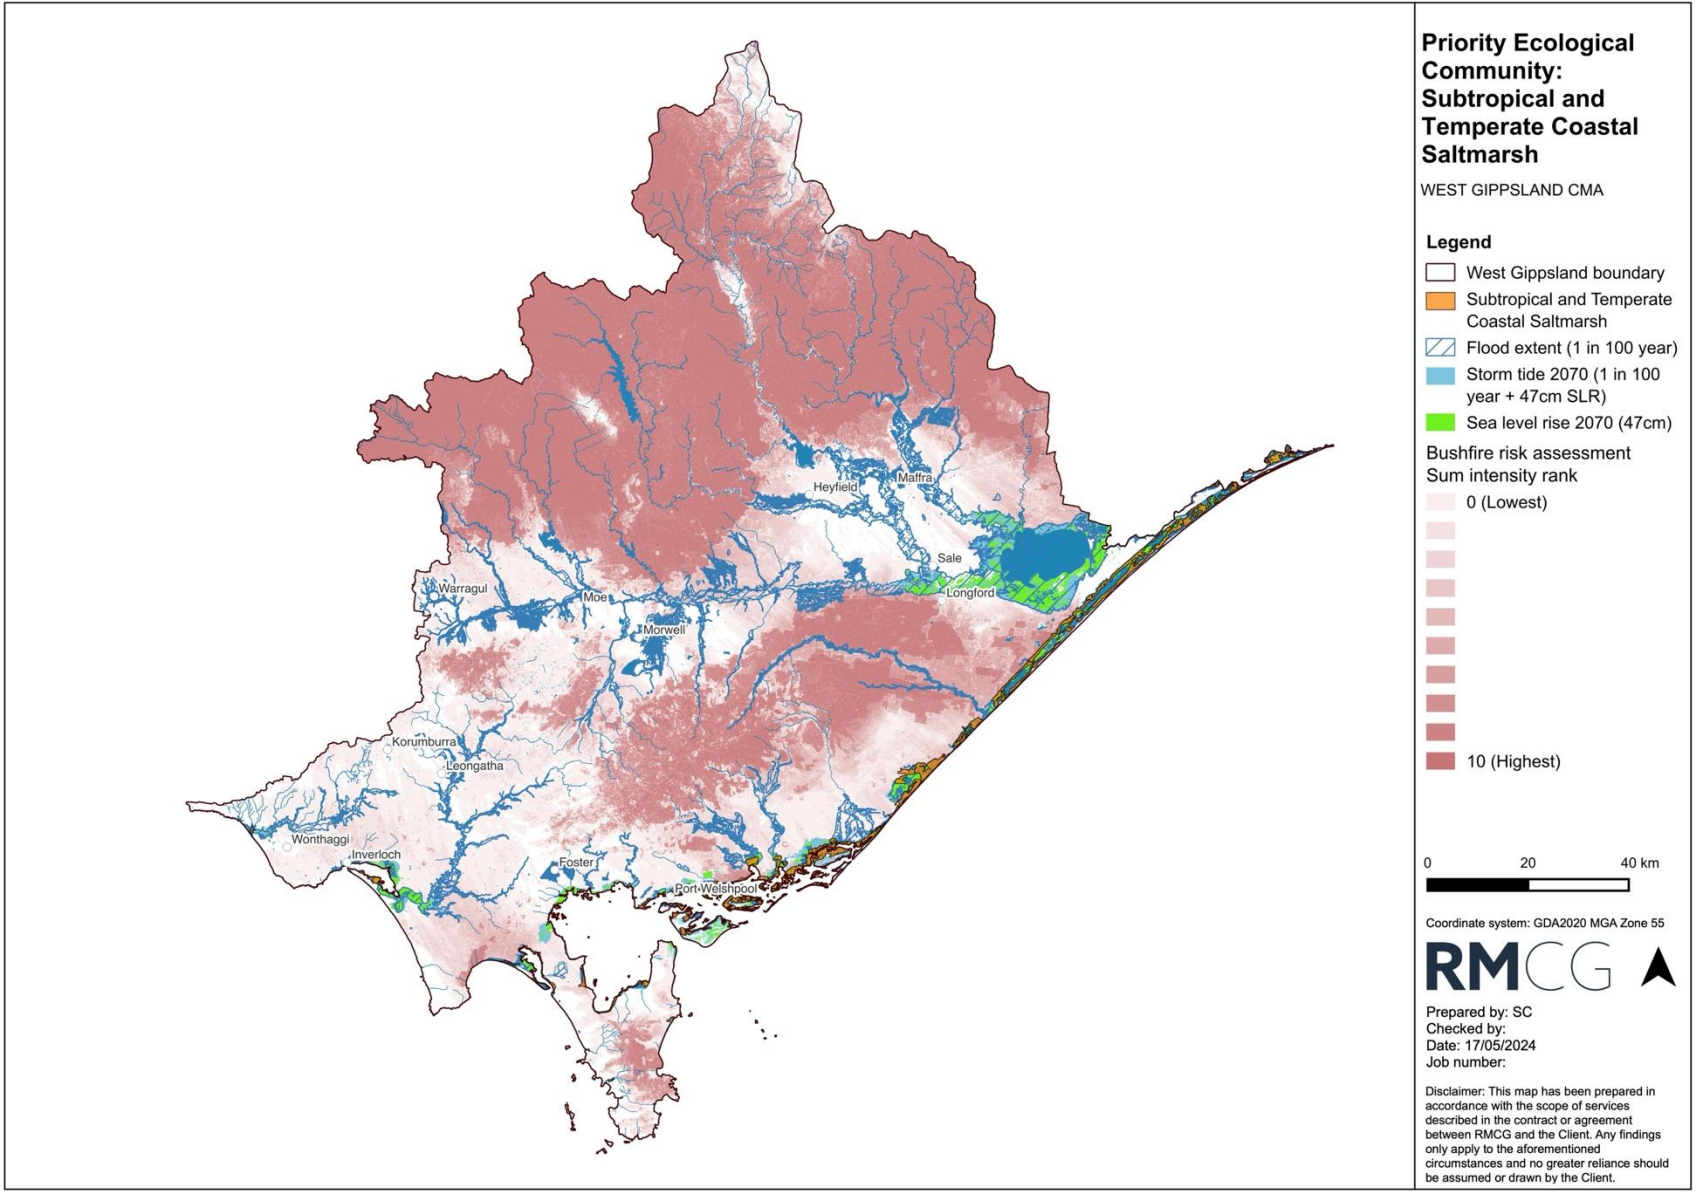 Priority Ecological
Community:
Subtropical and
Temperate Coastal
Saltmarsh
WEST GIPPSLAND CMA
Legend
West Gippsland boundary
Subtropical and Temperate
Coastal Saltmarsh
Flood extent (1 in 100 year)
Storm tide 2070 (1 in 100
year + 47cm SLR)
Sea level rise 2070 (47cm)
Bushfire risk assessment
Sum intensity rank
0 (Lowest)
10 (Highest)
Maffra
Heyfield
Sale
Longford
Warragul
Moe
Morwell
Korumburra
Leongatha
Wonthaggi
Inverloch
Foster
Port Welshpool
0 20 40 km
Coordinate system: GDA2020 MGA Zone 55
RMCG
Prepared by: SC
Checked by:
Date: 17/05/2024
Job number:
Disclaimer: This map has been prepared in
accordance with the scope of services
described in the contract or agreement
between RMCG and the Client. Any findings
only apply to the aforementioned
circumstances and no greater reliance should
be assumed or drawn by the Client.